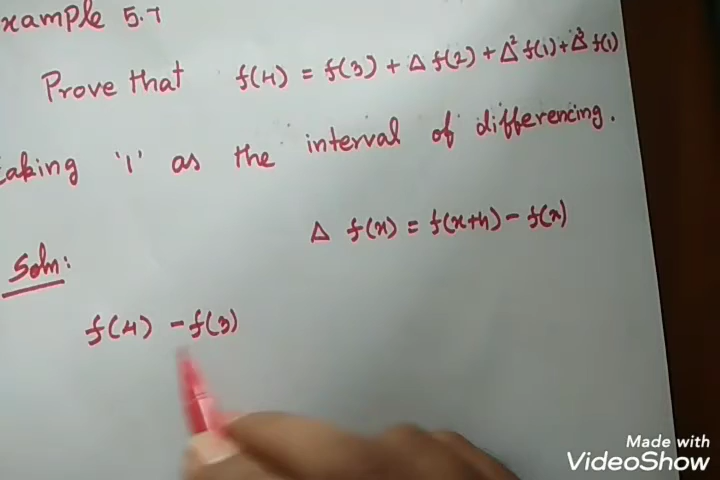 xample 5.7
Prove that f(4) = f(3) + Δ f(2) + Δ² f(1) + Δ³ f(1)
taking '1' as the interval of differencing.
Δ f(x) = f(x+h) - f(x)
Soln:
f(4) - f(3)
Made with
VideoShow